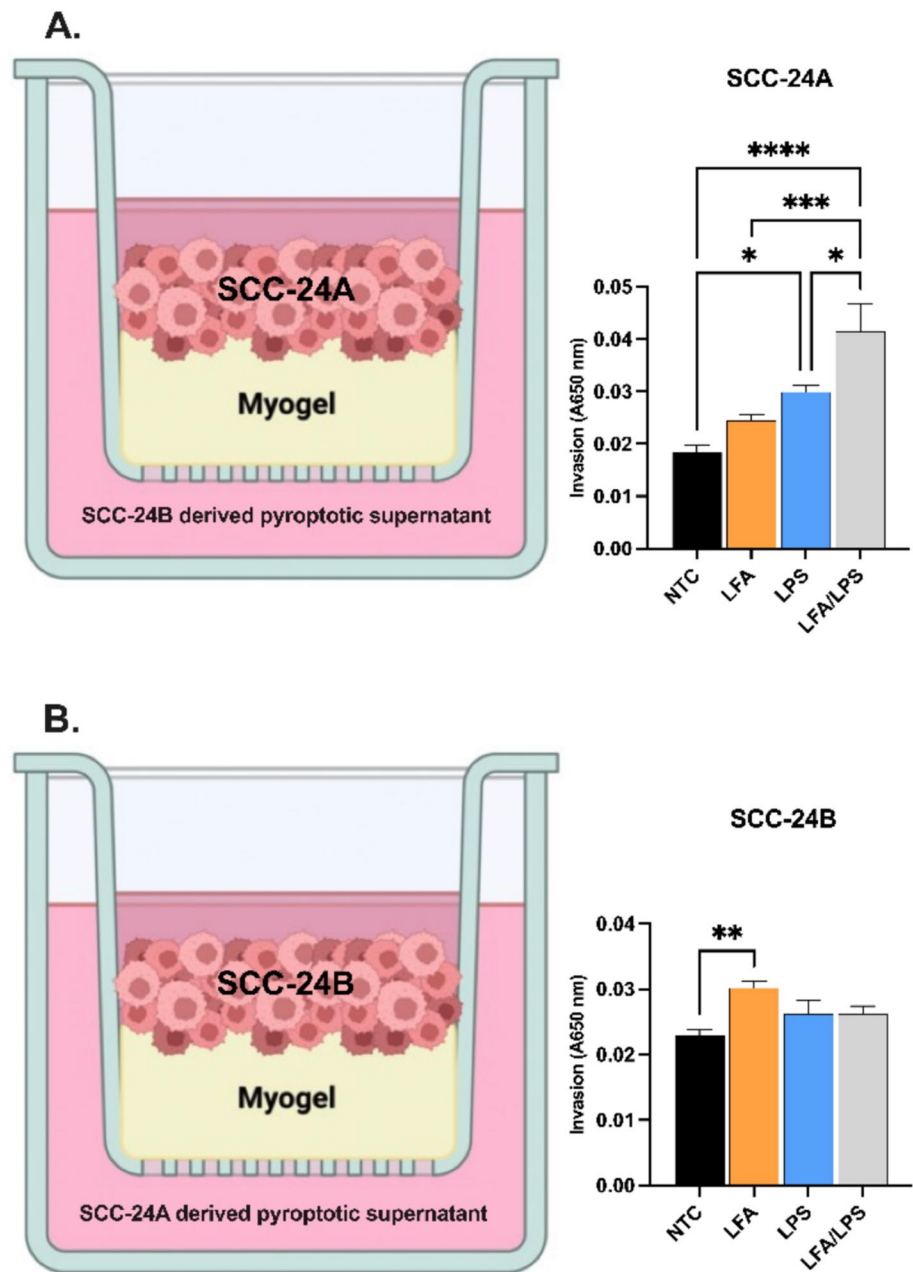 A.
SCC-24A
****
***
*
*
SCC-24A
Myogel
SCC-24B derived pyroptotic supernatant
Invasion (A650 nm)
0.05
0.04
0.03
0.02
0.01
0.00
NTC
LFA
LPS
LFA/LPS
B.
SCC-24B
**
SCC-24B
Myogel
SCC-24A derived pyroptotic supernatant
Invasion (A650 nm)
0.04
0.03
0.02
0.01
0.00
NTC
LFA
LPS
LFA/LPS